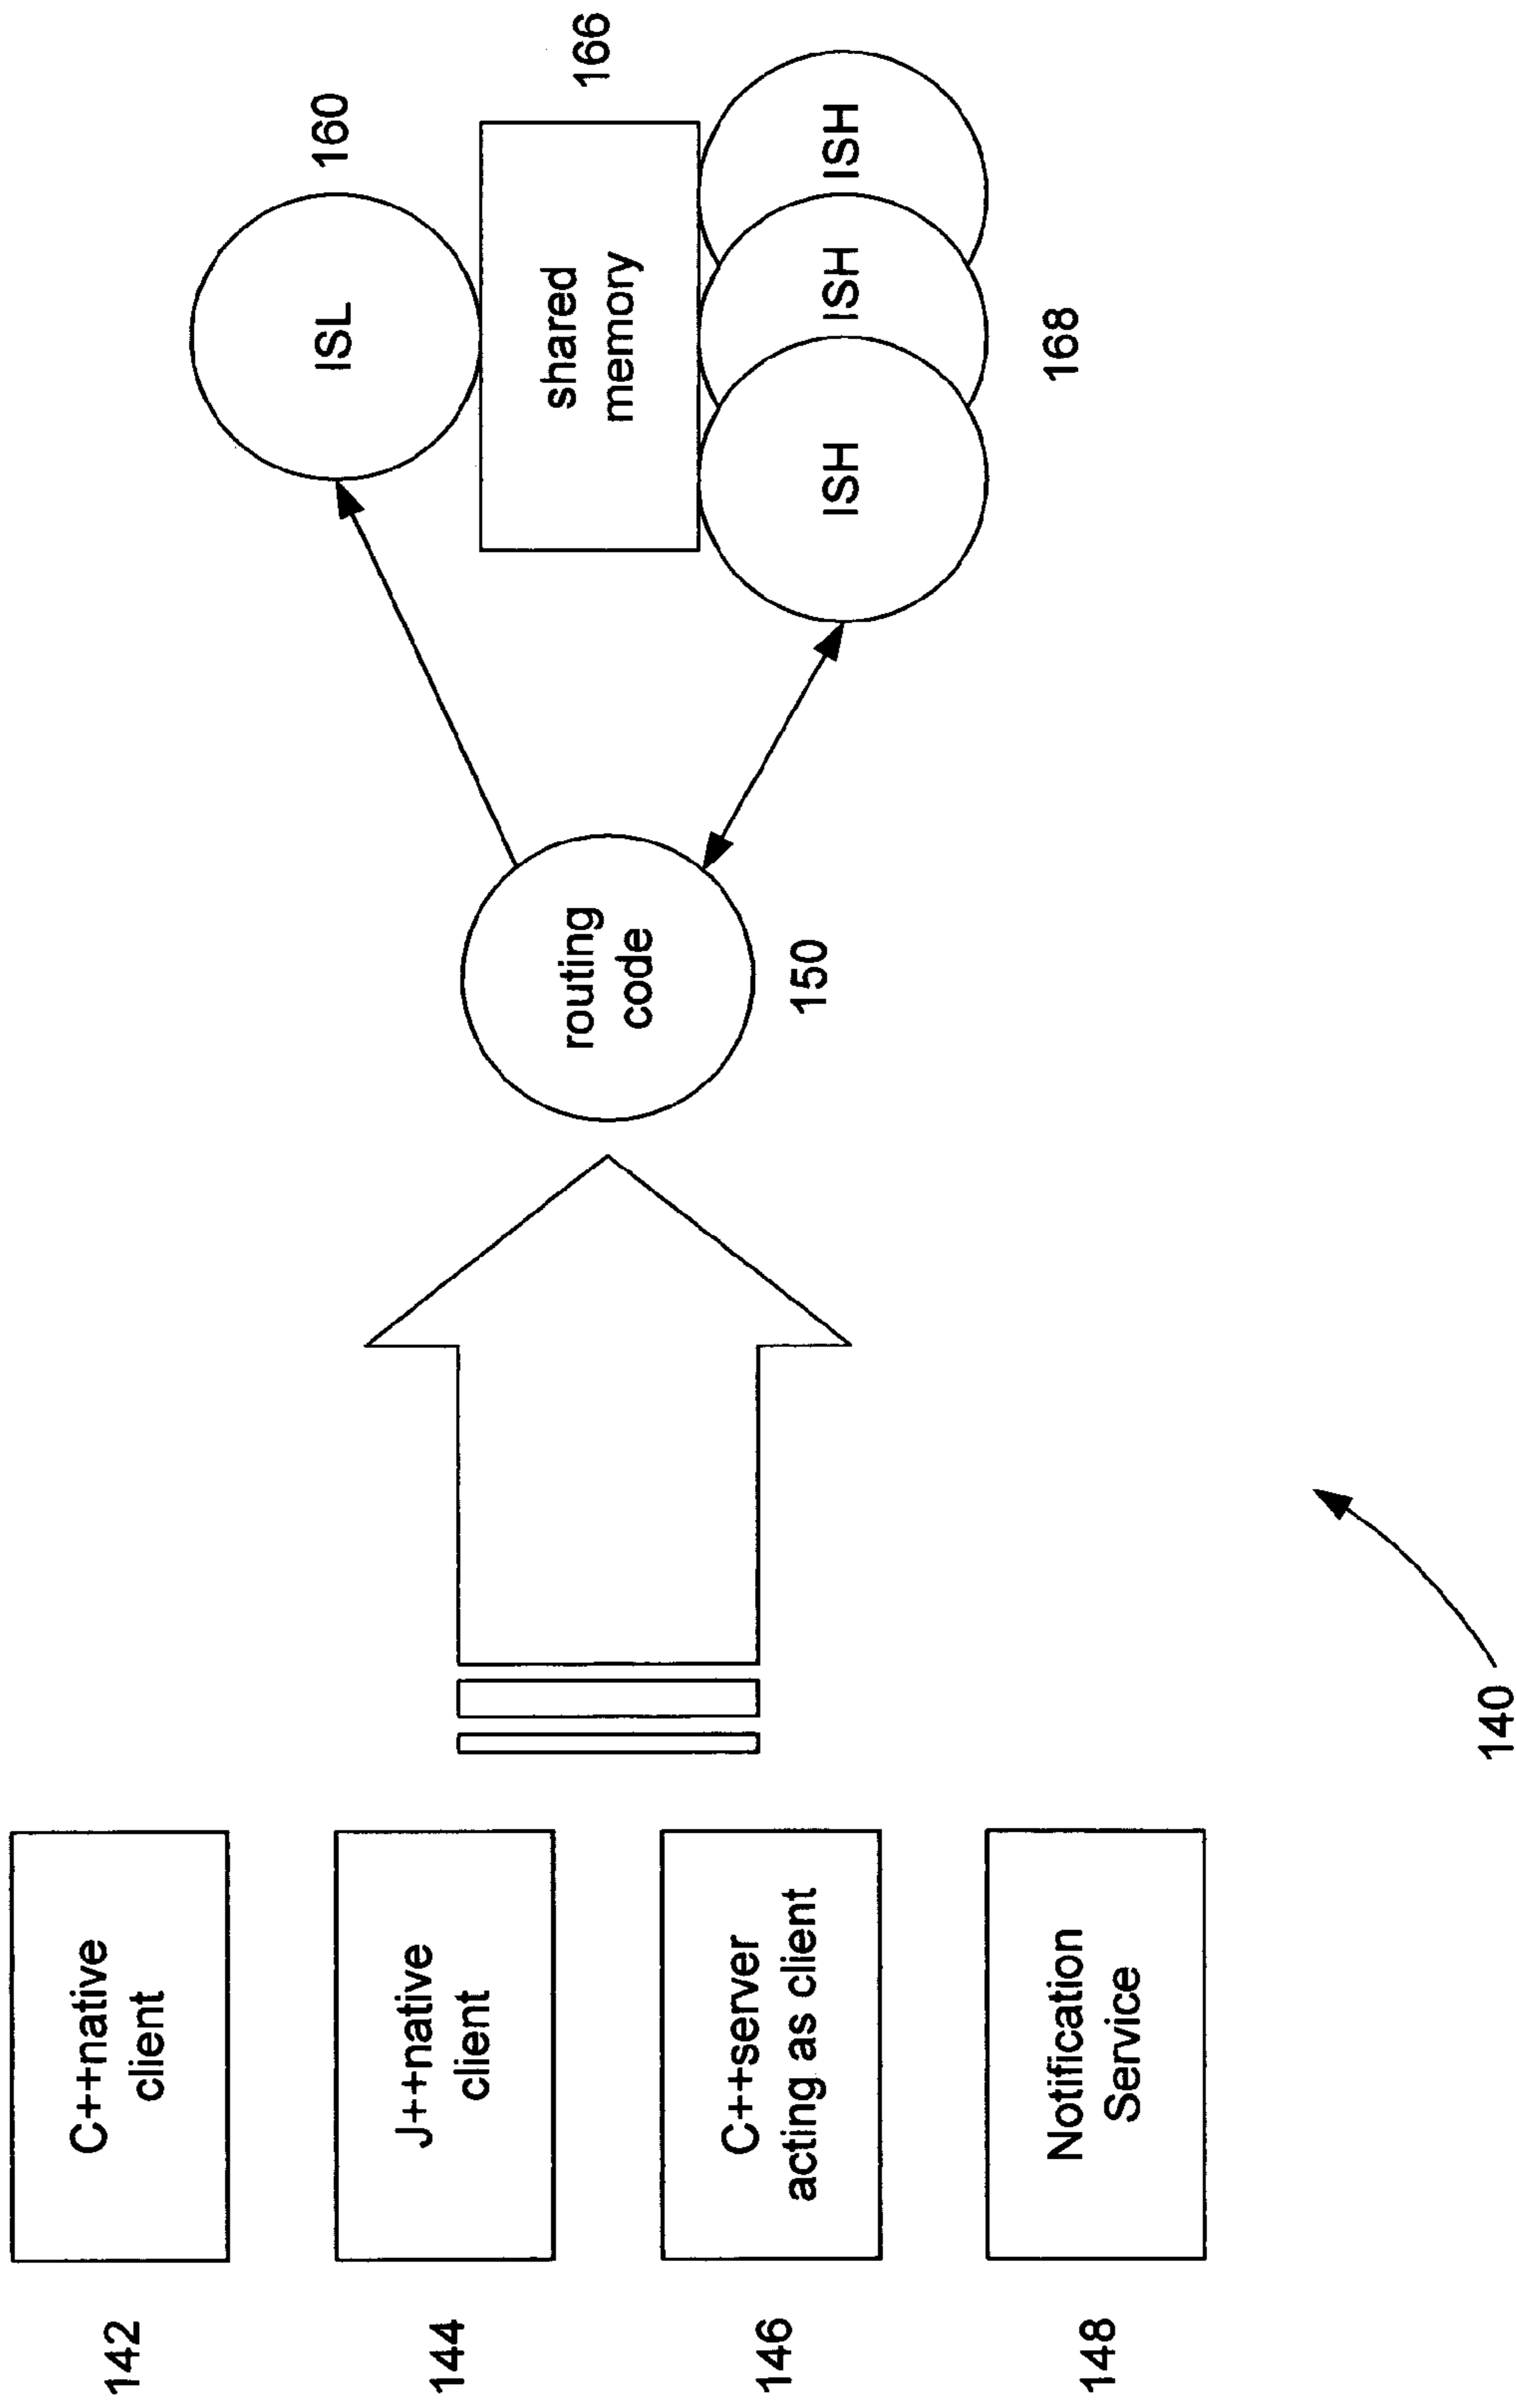 142
C++native
client
144
J++native
client
146
C++server
acting as client
148
Notification
Service
140
routing
code
150
ISL
160
shared
memory
166
ISH
ISH
ISH
168